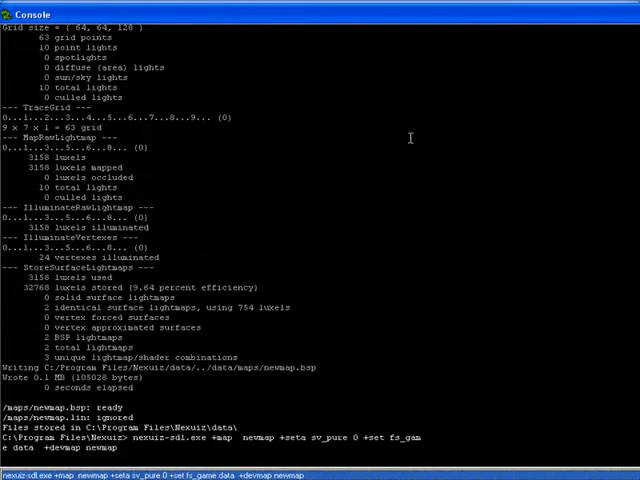 Console
Grid size = ( 64, 64, 128 )
63 grid points
10 point lights
0 spotlights
0 diffuse (area) lights
0 sun/sky lights
10 total lights
0 culled lights
--- TraceGrid ---
0...1...2...3...4...5...6...7...8...9... (0)
9 x 7 x 1 = 63 grid
--- MapRawLightmap ---
0...1...3...5...6...8... (0)
3158 luxels
3158 luxels mapped
0 luxels occluded
10 total lights
0 culled lights
--- IlluminateRawLightmap ---
0...1...3...5...6...8... (0)
3158 luxels illuminated
--- IlluminateVertexes ---
0...1...3...5...6...8... (0)
24 vertexes illuminated
--- StoreSurfaceLightmaps ---
3158 luxels used
32768 luxels stored (9.64 percent efficiency)
0 solid surface lightmaps
2 identical surface lightmaps, using 754 luxels
0 vertex forced surfaces
0 vertex approximated surfaces
2 BSP lightmaps
2 total lightmaps
3 unique lightmap/shader combinations
Writing C:/Program Files/Nexuiz/data/../data/maps/newmap.bsp
Wrote 0.1 MB (105028 bytes)
0 seconds elapsed
/maps/newmap.bsp: ready
/maps/newmap.lin: ignored
Files stored in C:\Program Files\Nexuiz\data\
C:\Program Files\Nexuiz> nexuiz-sdl.exe +map newmap +seta sv_pure 0 +set fs_gam
e data +devmap newmap
nexuiz-sdl.exe +map newmap +seta sv_pure 0 +set fs_game data +devmap newmap